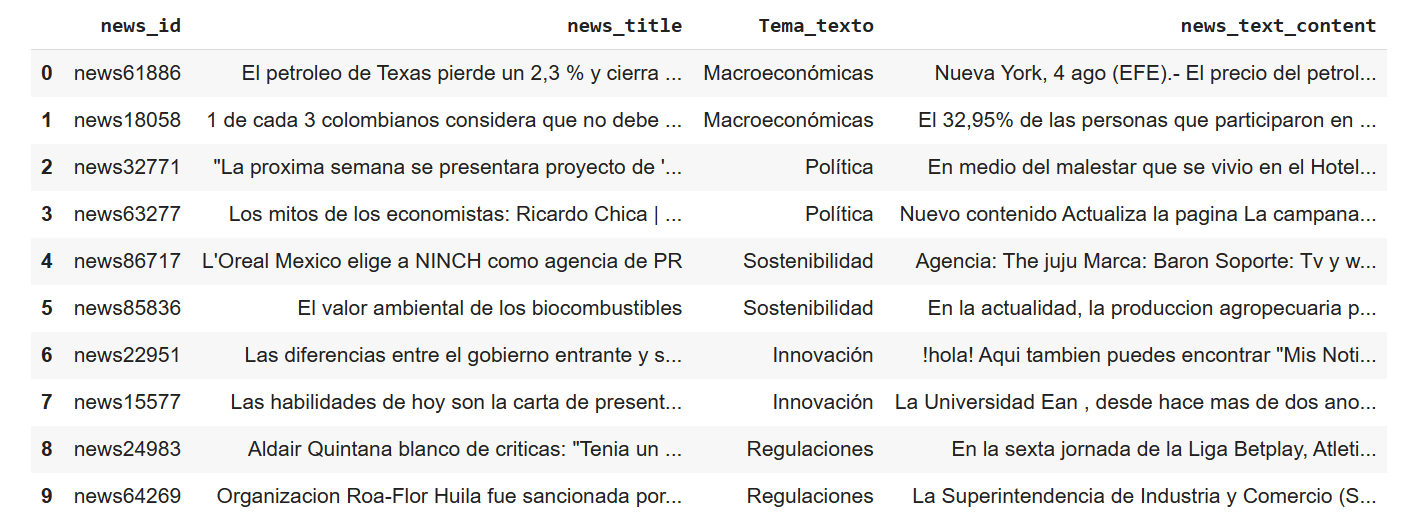 news_id news_title Tema_texto news_text_content
0 news61886 El petroleo de Texas pierde un 2,3 % y cierra ... Macroeconómicas Nueva York, 4 ago (EFE).- El precio del petrol...
1 news18058 1 de cada 3 colombianos considera que no debe ... Macroeconómicas El 32,95% de las personas que participaron en ...
2 news32771 "La proxima semana se presentara proyecto de '... Política En medio del malestar que se vivio en el Hotel...
3 news63277 Los mitos de los economistas: Ricardo Chica | ... Política Nuevo contenido Actualiza la pagina La campana...
4 news86717 L'Oreal Mexico elige a NINCH como agencia de PR Sostenibilidad Agencia: The juju Marca: Baron Soporte: Tv y w...
5 news85836 El valor ambiental de los biocombustibles Sostenibilidad En la actualidad, la produccion agropecuaria p...
6 news22951 Las diferencias entre el gobierno entrante y s... Innovación !hola! Aqui tambien puedes encontrar "Mis Noti...
7 news15577 Las habilidades de hoy son la carta de present... Innovación La Universidad Ean , desde hace mas de dos ano...
8 news24983 Aldair Quintana blanco de criticas: "Tenia un ... Regulaciones En la sexta jornada de la Liga Betplay, Atleti...
9 news64269 Organizacion Roa-Flor Huila fue sancionada por... Regulaciones La Superintendencia de Industria y Comercio (S...